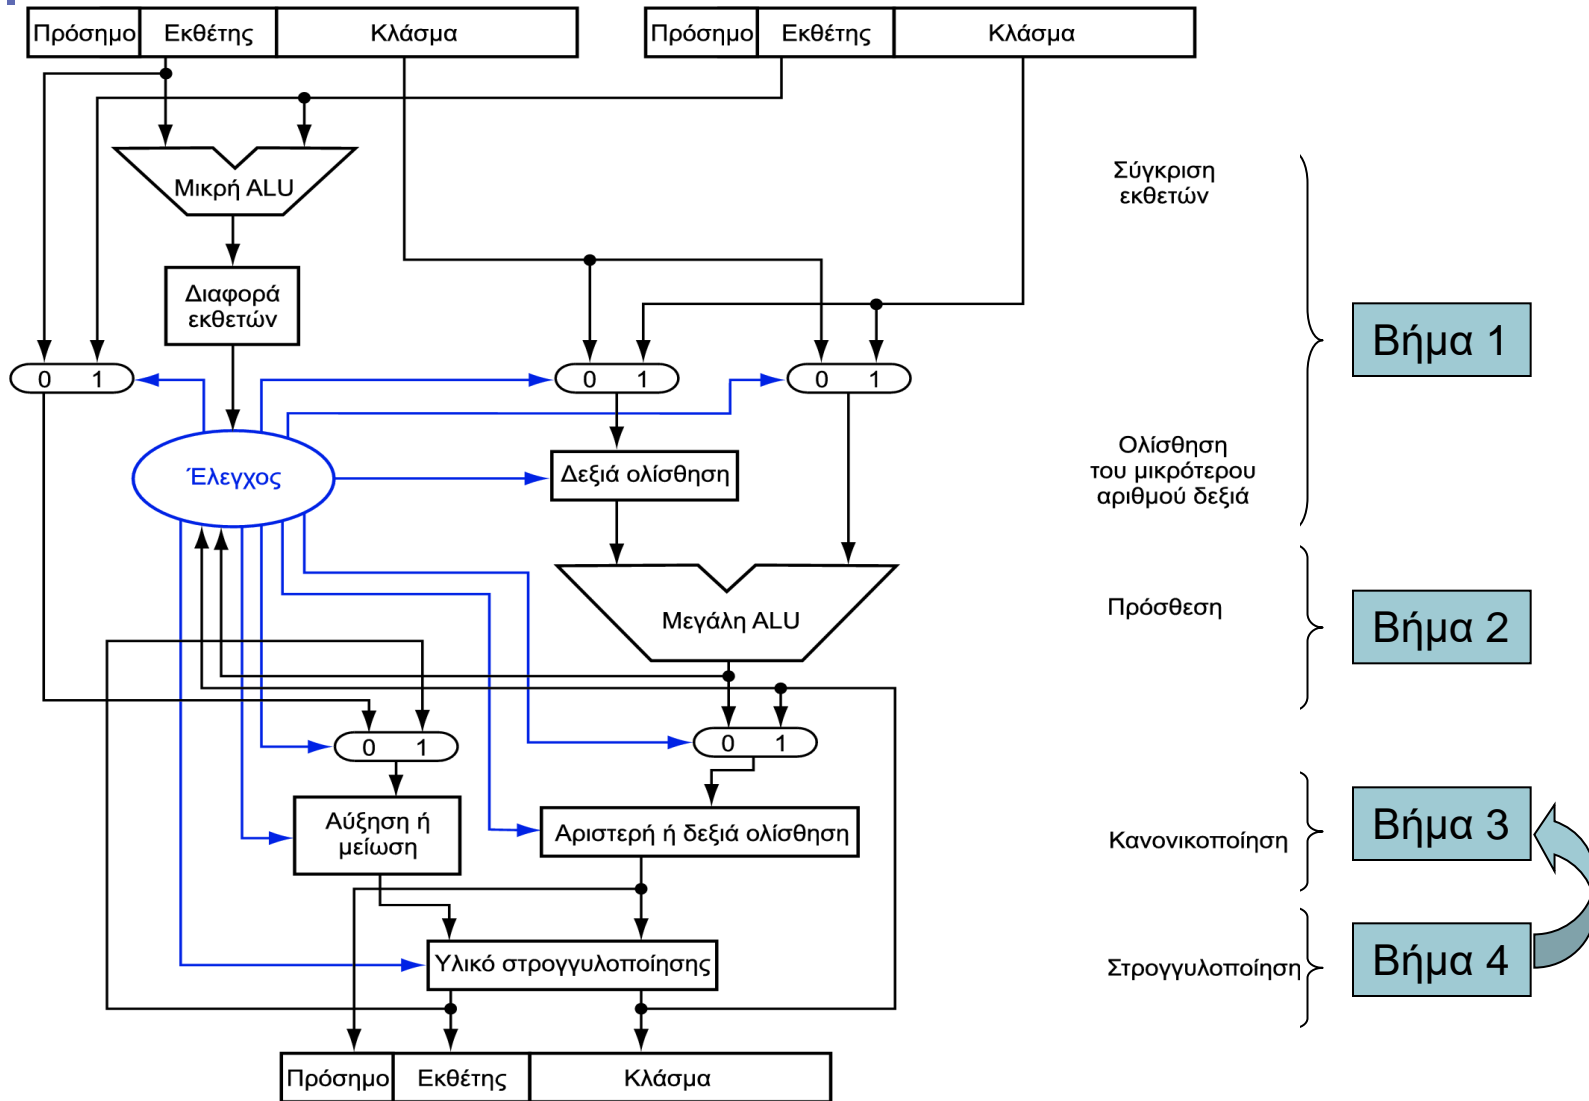 Πρόσημο Εκθέτης Κλάσμα Πρόσημο Εκθέτης Κλάσμα
Μικρή ALU
Σύγκριση
εκθετών
Διαφορά
εκθετών
Βήμα 1
0 1 0 1 0 1
Έλεγχος
Δεξιά ολίσθηση
Ολίσθηση
του μικρότερου
αριθμού δεξιά
Μεγάλη ALU
Πρόσθεση
Βήμα 2
0 1 0 1
Αύξηση ή
μείωση
Αριστερή ή δεξιά ολίσθηση
Κανονικοποίηση
Βήμα 3
Υλικό στρογγυλοποίησης
Στρογγυλοποίηση
Βήμα 4
Πρόσημο Εκθέτης Κλάσμα